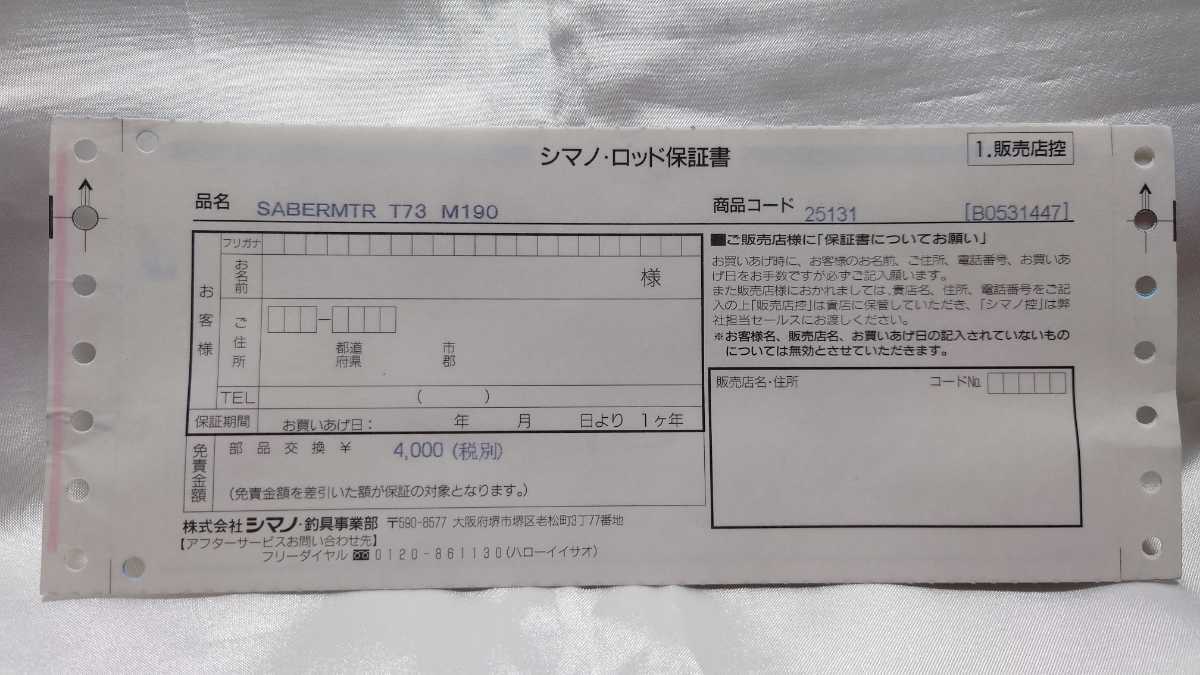 シマノ・ロッド保証書
1.販売店控
品名 SABERMTR T73 M190
商品コード 25131 [B0531447]
お客様
フリガナ
お名前 様
ご住所 □□□-□□□□
都道府県 市郡
TEL ( )
保証期間 お買いあげ日: 年 月 日より 1ヶ年
免責金額 部品交換 ¥ 4,000 (税別)
(免責金額を差引いた額が保証の対象となります。)
株式会社シマノ・釣具事業部 〒590-8577 大阪府堺市堺区老松町3丁77番地
【アフターサービスお問い合わせ先】
フリーダイヤル 0120-861130(ハローイイサオ)
■ご販売店様に「保証書についてお願い」
お買いあげ時に、お客様のお名前、ご住所、電話番号、お買いあ
げ日をお手数ですが必ずご記入願います。
また販売店様におかれましては、貴店名、住所、電話番号をご記
入の上「販売店控」は貴店に保管していただき、「シマノ控」は弊
社担当セールスにお渡しください。
※お客様名、販売店名、お買いあげ日の記入されていないもの
については無効とさせていただきます。
販売店名・住所 コード№